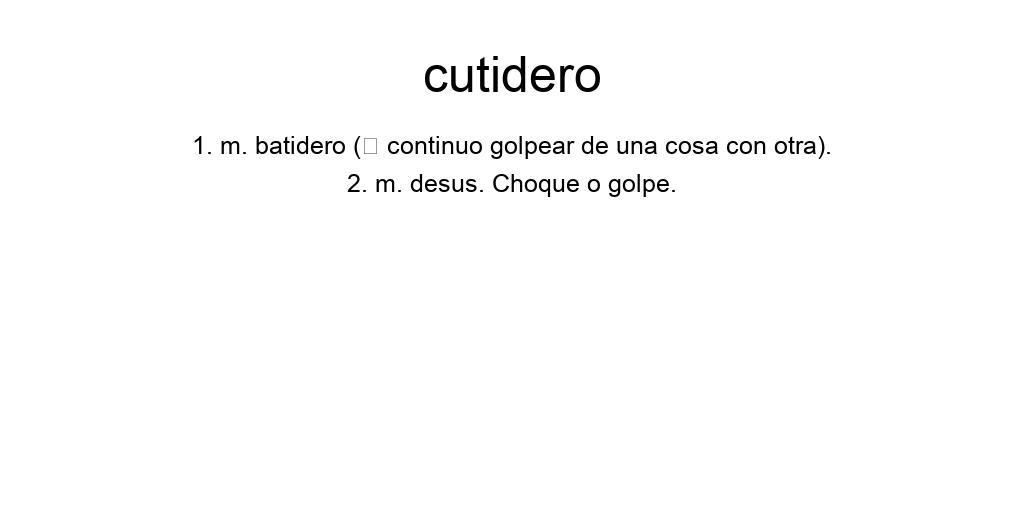 cutidero
1. m. batidero (□ continuo golpear de una cosa con otra).
2. m. desus. Choque o golpe.